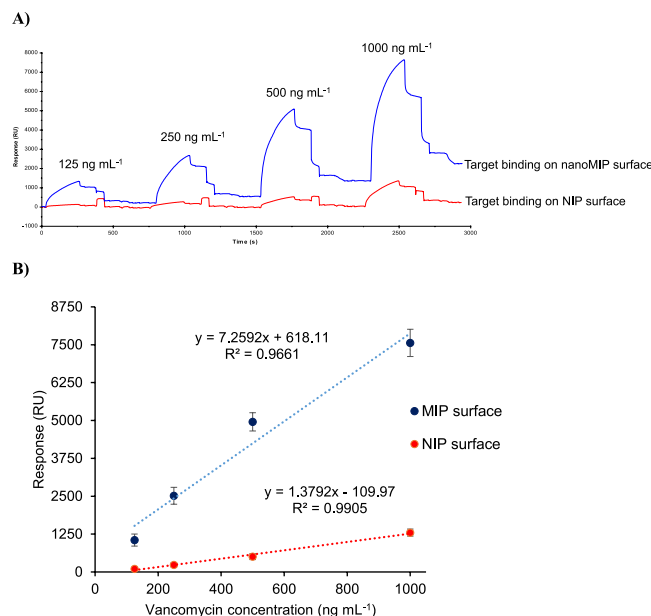 A)
8000
7000
6000
5000
4000
3000
2000
1000
0
-1000
Response (RU)
125 ng mL-1
250 ng mL-1
500 ng mL-1
1000 ng mL-1
Target binding on nanoMIP surface
Target binding on NIP surface
0 500 1000 1500 2000 2500 3000
Time (s)
B)
8750
7500
6250
5000
3750
2500
1250
0
Response (RU)
y = 7.2592x + 618.11
R² = 0.9661
MIP surface
NIP surface
y = 1.3792x - 109.97
R² = 0.9905
0 200 400 600 800 1000
Vancomycin concentration (ng mL-1)